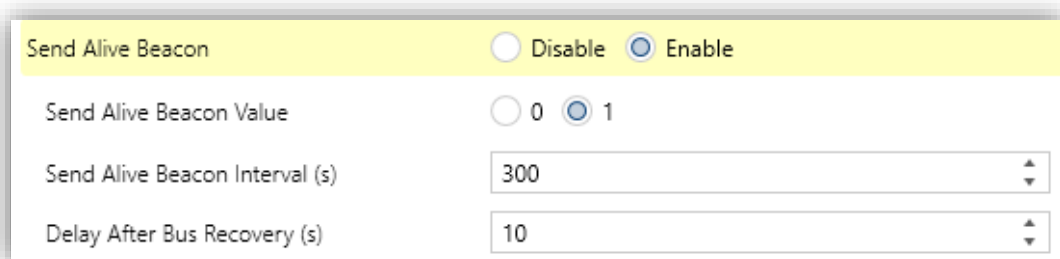 Send Alive Beacon Disable Enable
Send Alive Beacon Value 0 1
Send Alive Beacon Interval (s) 300
Delay After Bus Recovery (s) 10